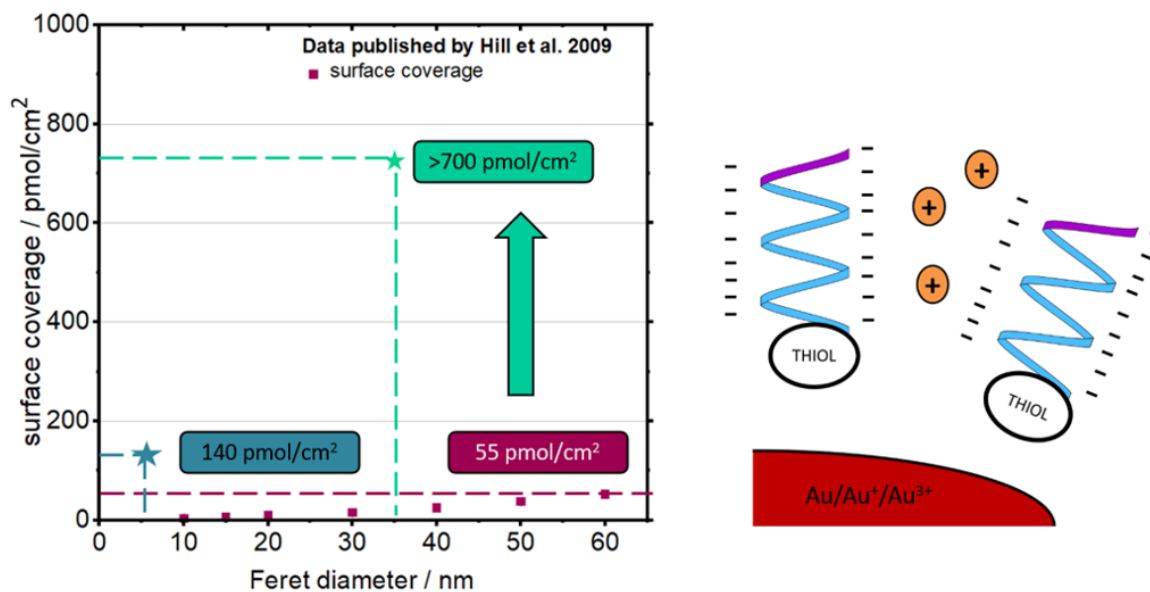 1000
800
600
400
200
0
surface coverage / pmol/cm²
Data published by Hill et al. 2009
surface coverage
>700 pmol/cm²
140 pmol/cm²
55 pmol/cm²
0 10 20 30 40 50 60
Feret diameter / nm
+
+
+
THIOL
THIOL
Au/Au⁺/Au³⁺